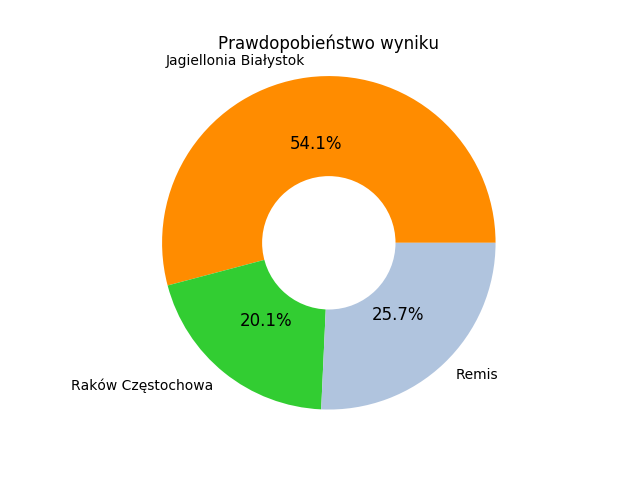 Prawdopobieństwo wyniku
Jagiellonia Białystok
54.1%
20.1%
25.7%
Raków Częstochowa
Remis